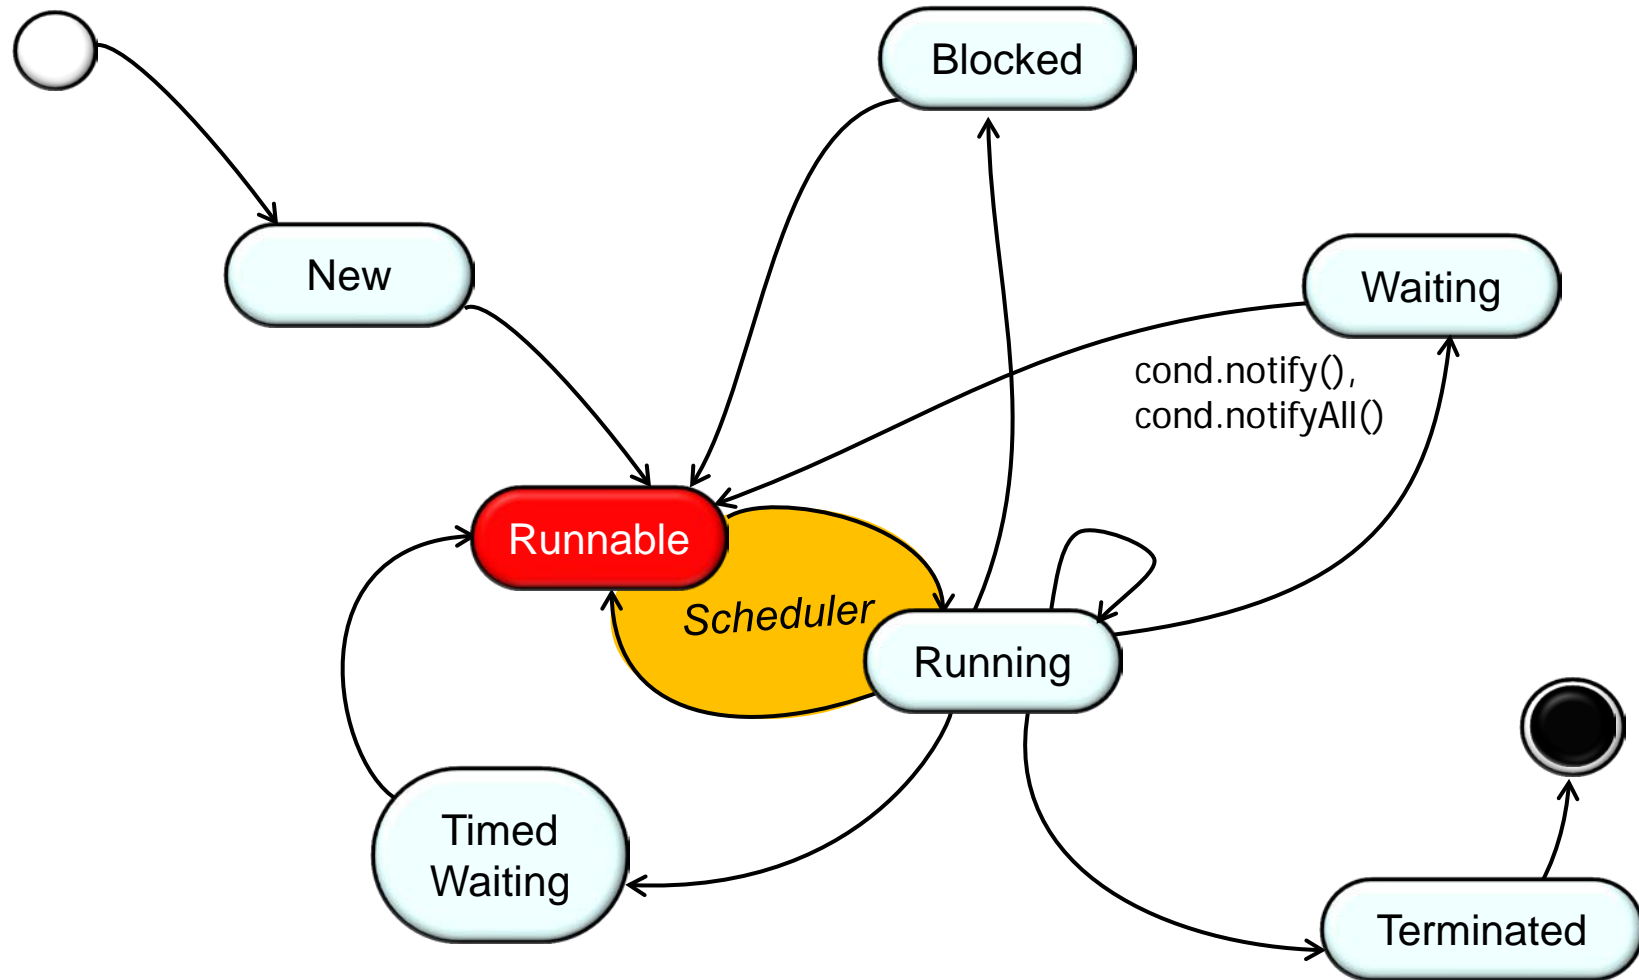 Blocked
New
Waiting
cond.notify(),
cond.notifyAll()
Runnable
Scheduler
Running
Timed
Waiting
Terminated